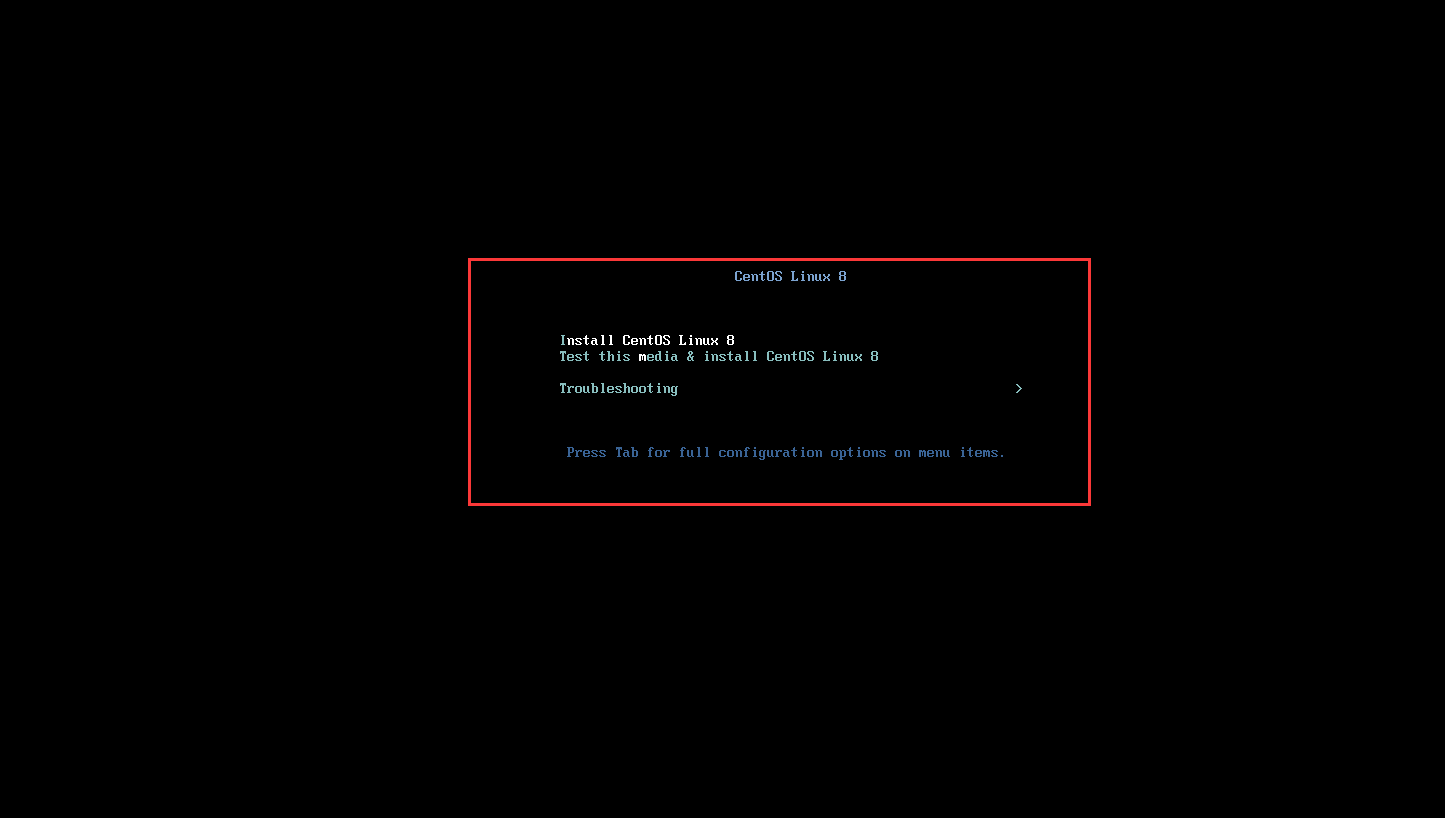 CentOS Linux 8
Install CentOS Linux 8
Test this media & install CentOS Linux 8
Troubleshooting >
Press Tab for full configuration options on menu items.